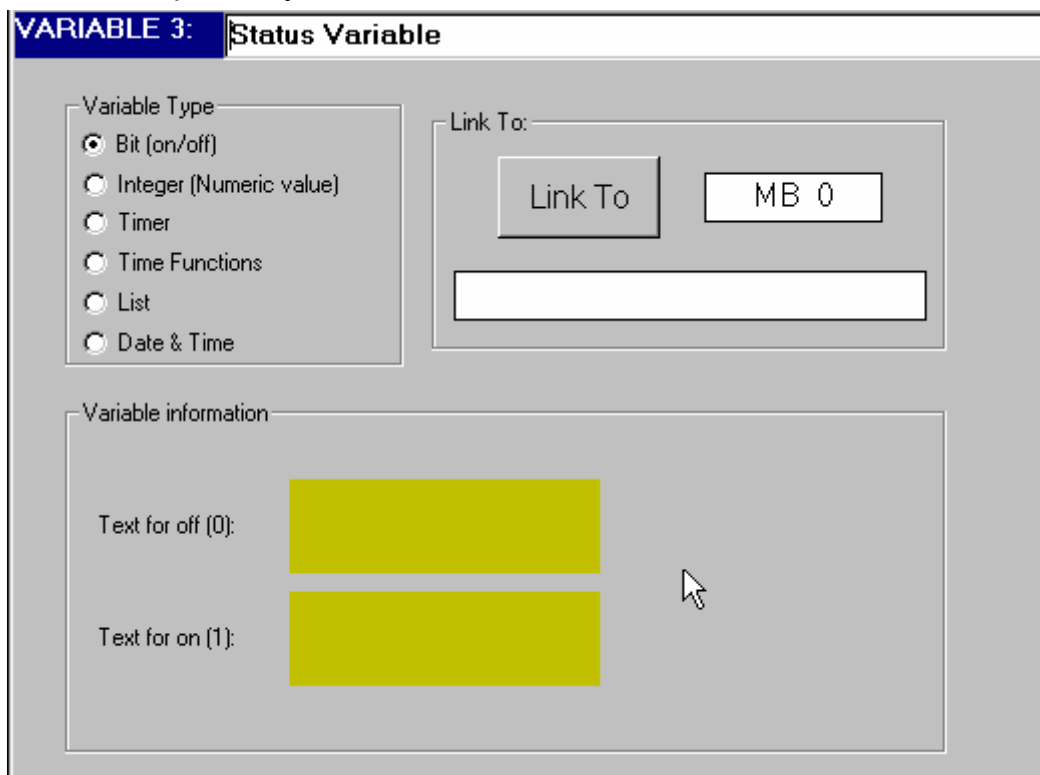 VARIABLE 3: Status Variable
Variable Type
Bit (on/off)
Integer (Numeric value)
Timer
Time Functions
List
Date & Time
Link To:
Link To
MB 0
Variable information
Text for off (0):
Text for on (1):